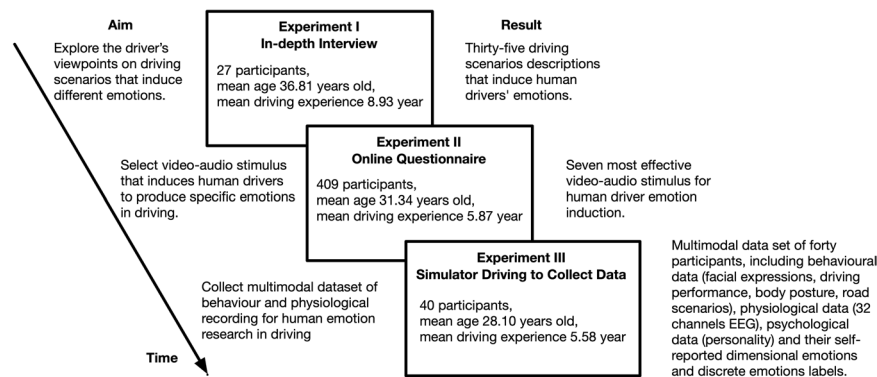 Aim
Explore the driver's
viewpoints on driving
scenarios that induce
different emotions.
Experiment I
In-depth Interview
27 participants,
mean age 36.81 years old,
mean driving experience 8.93 year
Result
Thirty-five driving
scenarios descriptions
that induce human
drivers' emotions.
Select video-audio stimulus
that induces human drivers
to produce specific emotions
in driving.
Experiment II
Online Questionnaire
409 participants,
mean age 31.34 years old,
mean driving experience 5.87 year
Seven most effective
video-audio stimulus for
human driver emotion
induction.
Collect multimodal dataset of
behaviour and physiological
recording for human emotion
research in driving
Experiment III
Simulator Driving to Collect Data
40 participants,
mean age 28.10 years old,
mean driving experience 5.58 year
Multimodal data set of forty
participants, including behavioural
data (facial expressions, driving
performance, body posture, road
scenarios), physiological data (32
channels EEG), psychological
data (personality) and their self-
reported dimensional emotions
and discrete emotions labels.
Time